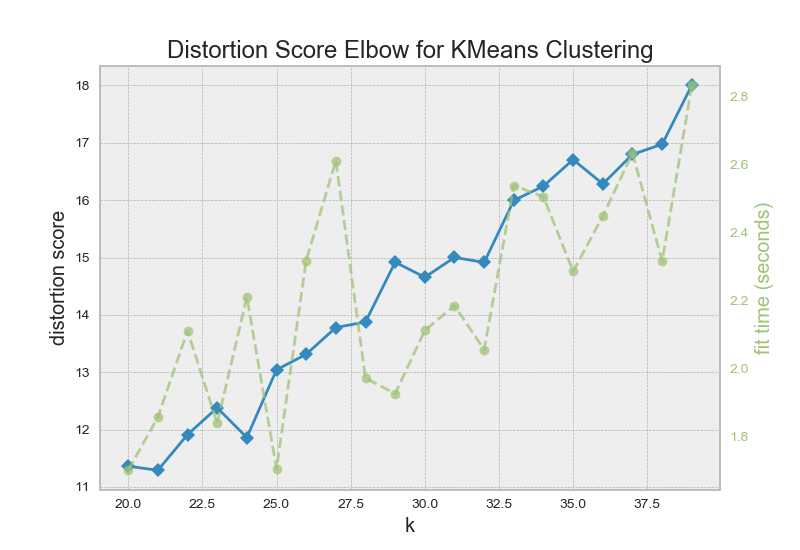 Distortion Score Elbow for KMeans Clustering
distortion score
18
17
16
15
14
13
12
11
2.8
2.6
2.4
2.2
2.0
1.8
fit time (seconds)
20.0 22.5 25.0 27.5 30.0 32.5 35.0 37.5
k